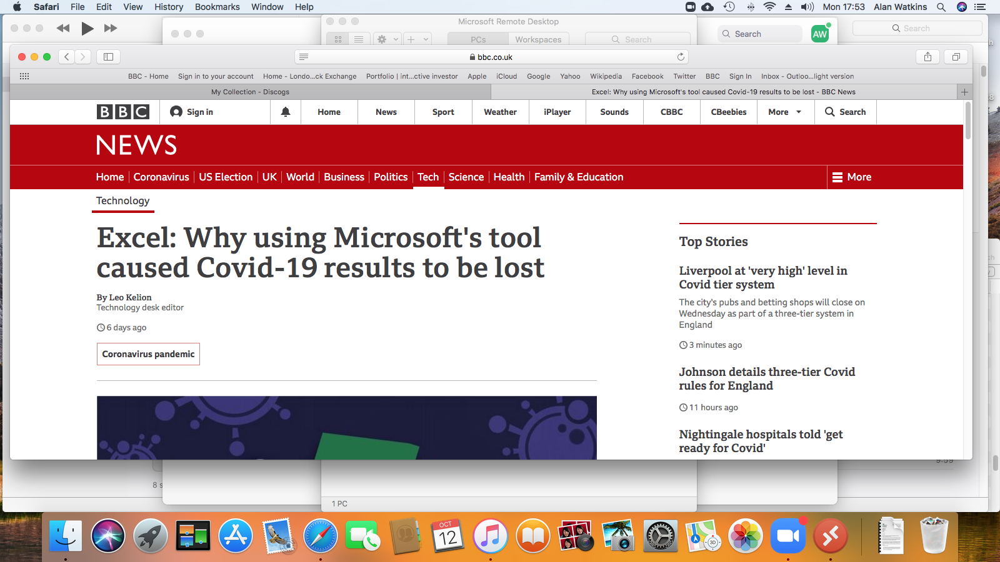 Safari File Edit View History Bookmarks Window Help Mon 17:53 Alan Watkins
Microsoft Remote Desktop
PCs Workspaces Search
Search AW
Search
bbc.co.uk
BBC - Home Sign in to your account Home - Londo...ck Exchange Portfolio | int...ctive investor Apple iCloud Google Yahoo Wikipedia Facebook Twitter BBC Sign In Inbox - Outloo...light version
My Collection - Discogs Excel: Why using Microsoft's tool caused Covid-19 results to be lost - BBC News
BBC Sign in Home News Sport Weather iPlayer Sounds CBBC CBeebies More Search
NEWS
Home Coronavirus US Election UK World Business Politics Tech Science Health Family & Education More
Technology
Excel: Why using Microsoft's tool
caused Covid-19 results to be lost
By Leo Kelion
Technology desk editor
6 days ago
Coronavirus pandemic
Top Stories
Liverpool at 'very high' level in
Covid tier system
The city's pubs and betting shops will close on
Wednesday as part of a three-tier system in
England
3 minutes ago
Johnson details three-tier Covid
rules for England
11 hours ago
Nightingale hospitals told 'get
ready for Covid'
8 s
1 PC
OCT
12
3D